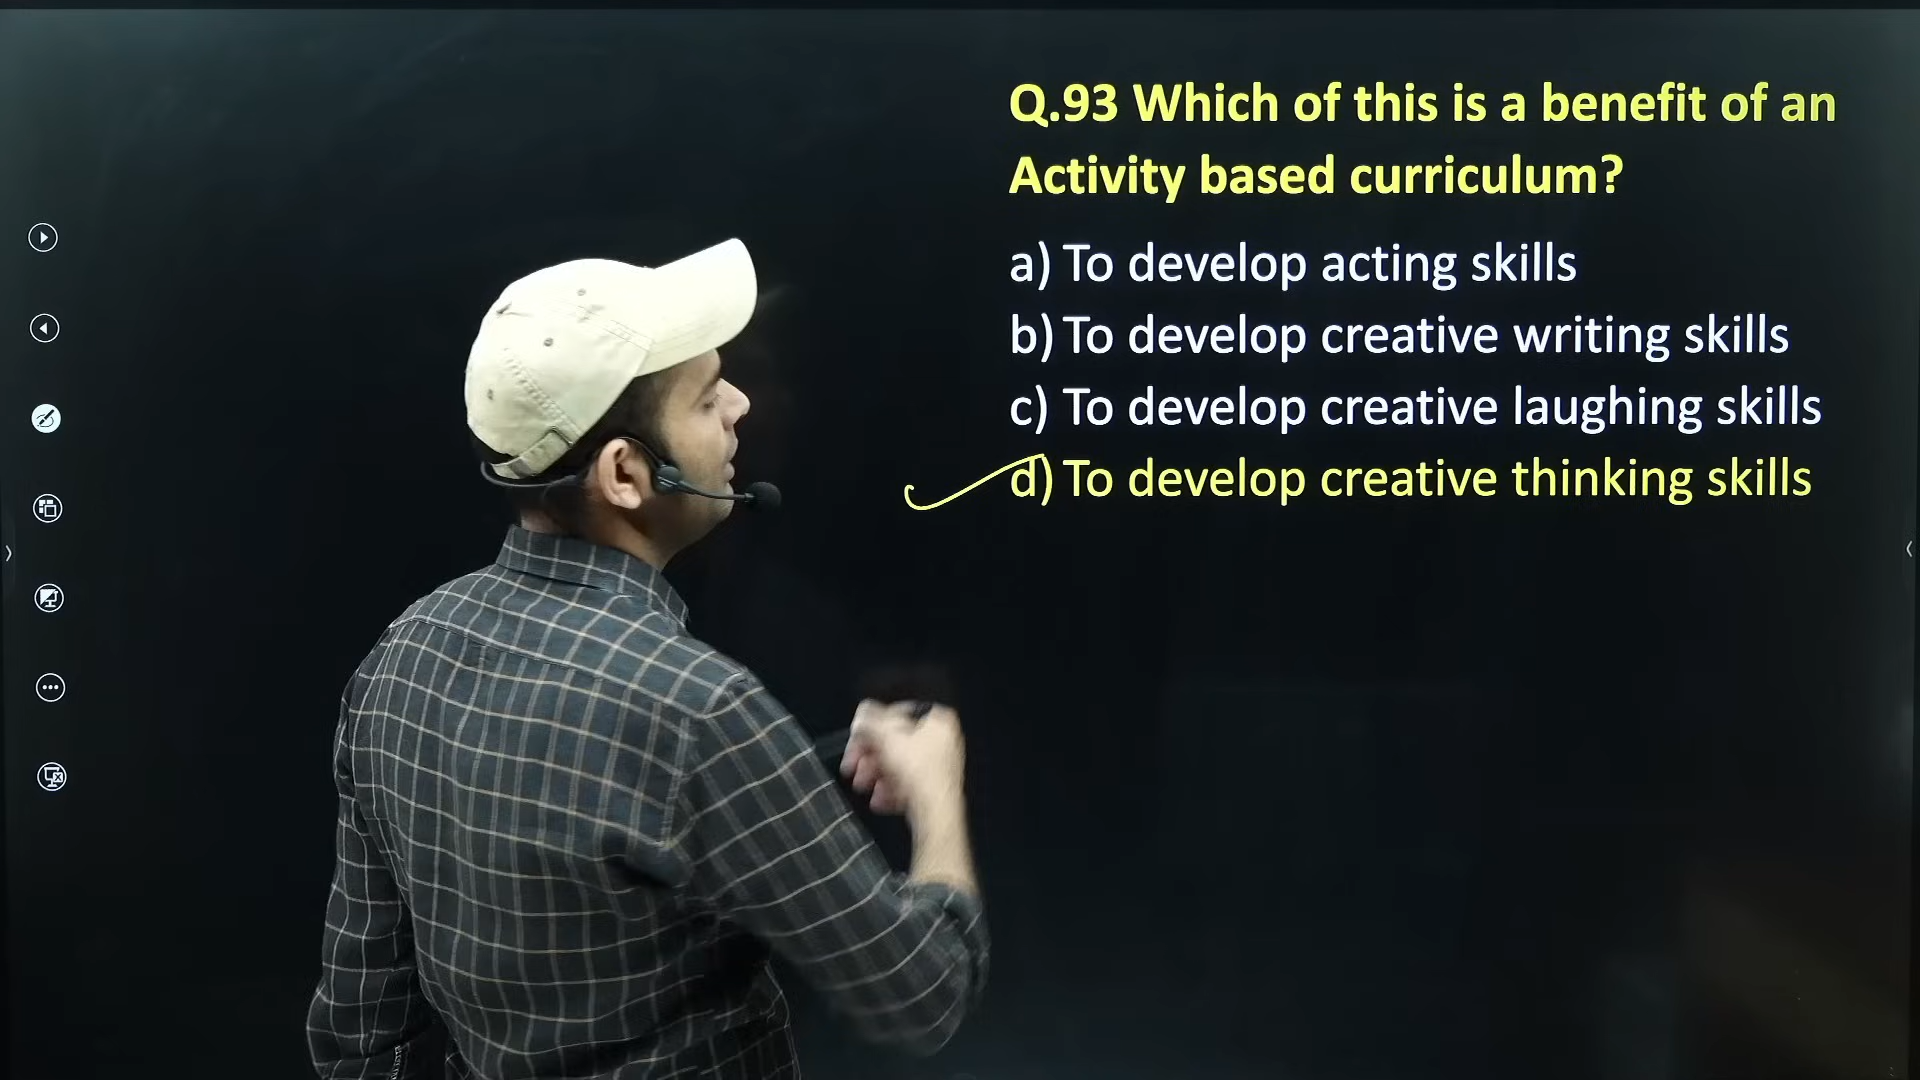 Q.93 Which of this is a benefit of an
Activity based curriculum?
a) To develop acting skills
b) To develop creative writing skills
c) To develop creative laughing skills
d) To develop creative thinking skills